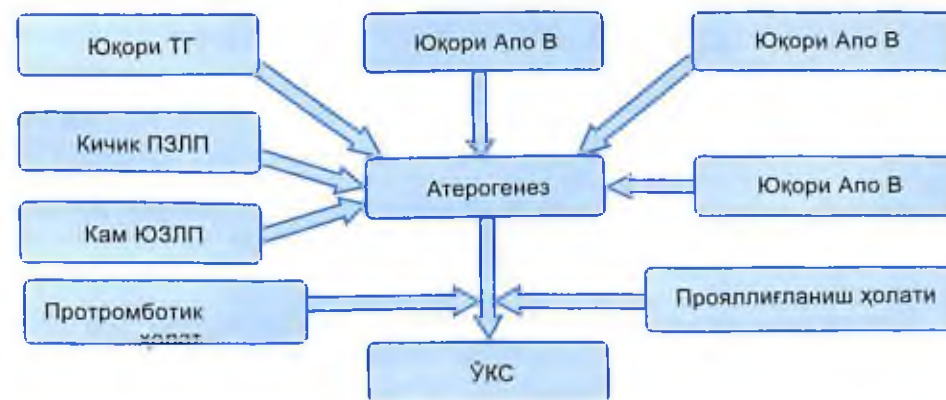 Юқори ТГ
Юқори Апо В
Юқори Апо В
Кичик ПЗЛП
Атерогенез
Юқори Апо В
Кам ЮЗЛП
Протромботик
Прояллиғланиш ҳолати
ЎКС